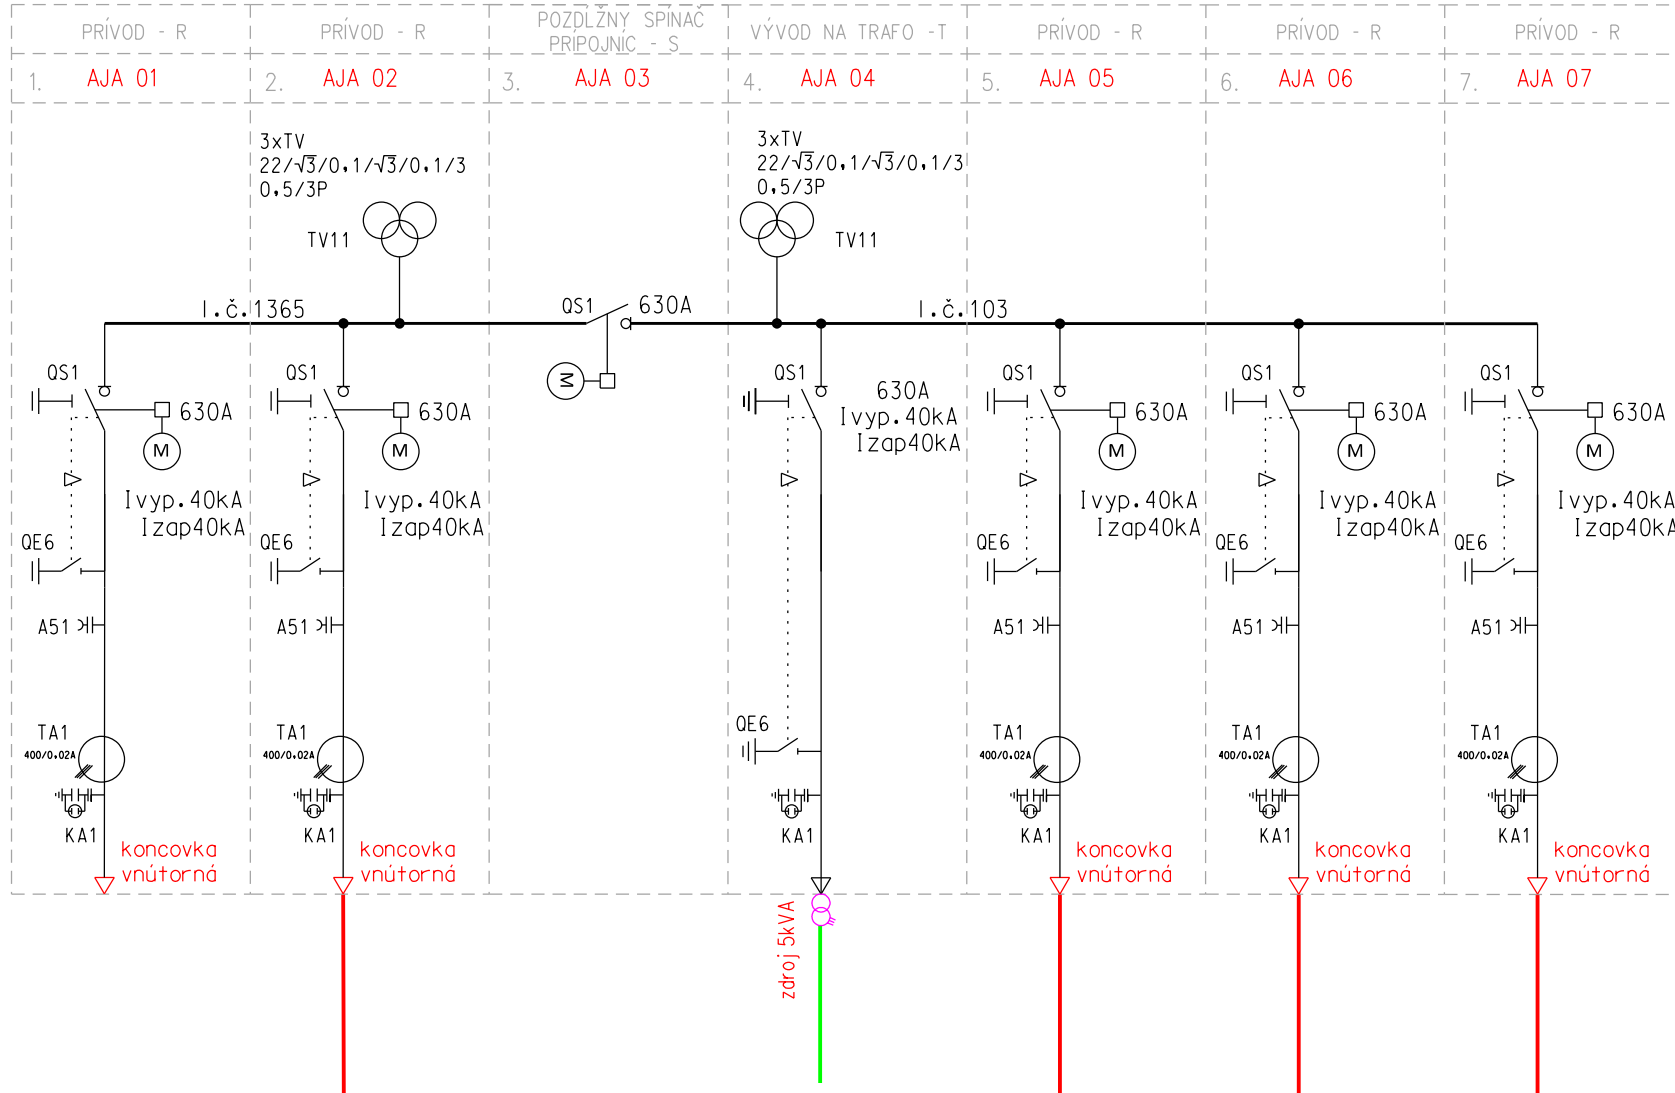 PRÍVOD - R
PRÍVOD - R
POZDĹŽNY SPÍNAČ
PRÍPOJNÍC - S
VÝVOD NA TRAFO -T
PRÍVOD - R
PRÍVOD - R
PRÍVOD - R
1. AJA 01
2. AJA 02
3. AJA 03
4. AJA 04
5. AJA 05
6. AJA 06
7. AJA 07
3xTV
22/√3/0,1/√3/0,1/3
0,5/3P
TV11
3xTV
22/√3/0,1/√3/0,1/3
0,5/3P
TV11
l.č.1365
QS1 630A
M
l.č.103
QS1
630A
M
Ivyp.40kA
Izap40kA
QE6
A51
TA1
400/0,02A
KA1
koncovka
vnútorná
QS1
630A
M
Ivyp.40kA
Izap40kA
QE6
A51
TA1
400/0,02A
KA1
koncovka
vnútorná
QS1
630A
Ivyp.40kA
Izap40kA
QE6
KA1
zdroj 5kVA
QS1
630A
M
Ivyp.40kA
Izap40kA
QE6
A51
TA1
400/0,02A
KA1
koncovka
vnútorná
QS1
630A
M
Ivyp.40kA
Izap40kA
QE6
A51
TA1
400/0,02A
KA1
koncovka
vnútorná
QS1
630A
M
Ivyp.40kA
Izap40kA
QE6
A51
TA1
400/0,02A
KA1
koncovka
vnútorná